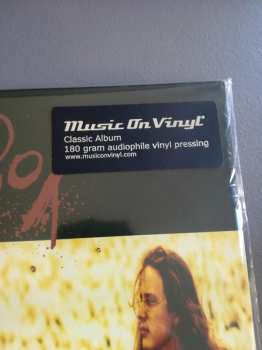 Music On Vinyl
Classic Album
180 gram audiophile vinyl pressing
www.musiconvinyl.com